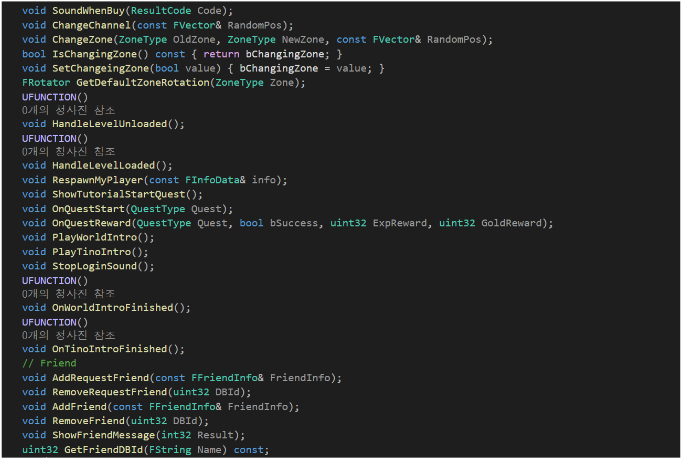 void SoundWhenBuy(ResultCode Code);
void ChangeChannel(const FVector& RandomPos);
void ChangeZone(ZoneType OldZone, ZoneType NewZone, const FVector& RandomPos);
bool IsChangingZone() const { return bChangingZone; }
void SetChangeingZone(bool value) { bChangingZone = value; }
FRotator GetDefaultZoneRotation(ZoneType Zone);
UFUNCTION()
0개의 청사진 참조
void HandleLevelUnloaded();
UFUNCTION()
0개의 청사진 참조
void HandleLevelLoaded();
void RespawnMyPlayer(const FInfoData& info);
void ShowTutorialStartQuest();
void OnQuestStart(QuestType Quest);
void OnQuestReward(QuestType Quest, bool bSuccess, uint32 ExpReward, uint32 GoldReward);
void PlayWorldIntro();
void PlayTinoIntro();
void StopLoginSound();
UFUNCTION()
0개의 청사진 참조
void OnWorldIntroFinished();
UFUNCTION()
0개의 청사진 참조
void OnTinoIntroFinished();
// Friend
void AddRequestFriend(const FFriendInfo& FriendInfo);
void RemoveRequestFriend(uint32 DBId);
void AddFriend(const FFriendInfo& FriendInfo);
void RemoveFriend(uint32 DBId);
void ShowFriendMessage(int32 Result);
uint32 GetFriendDBId(FString Name) const;